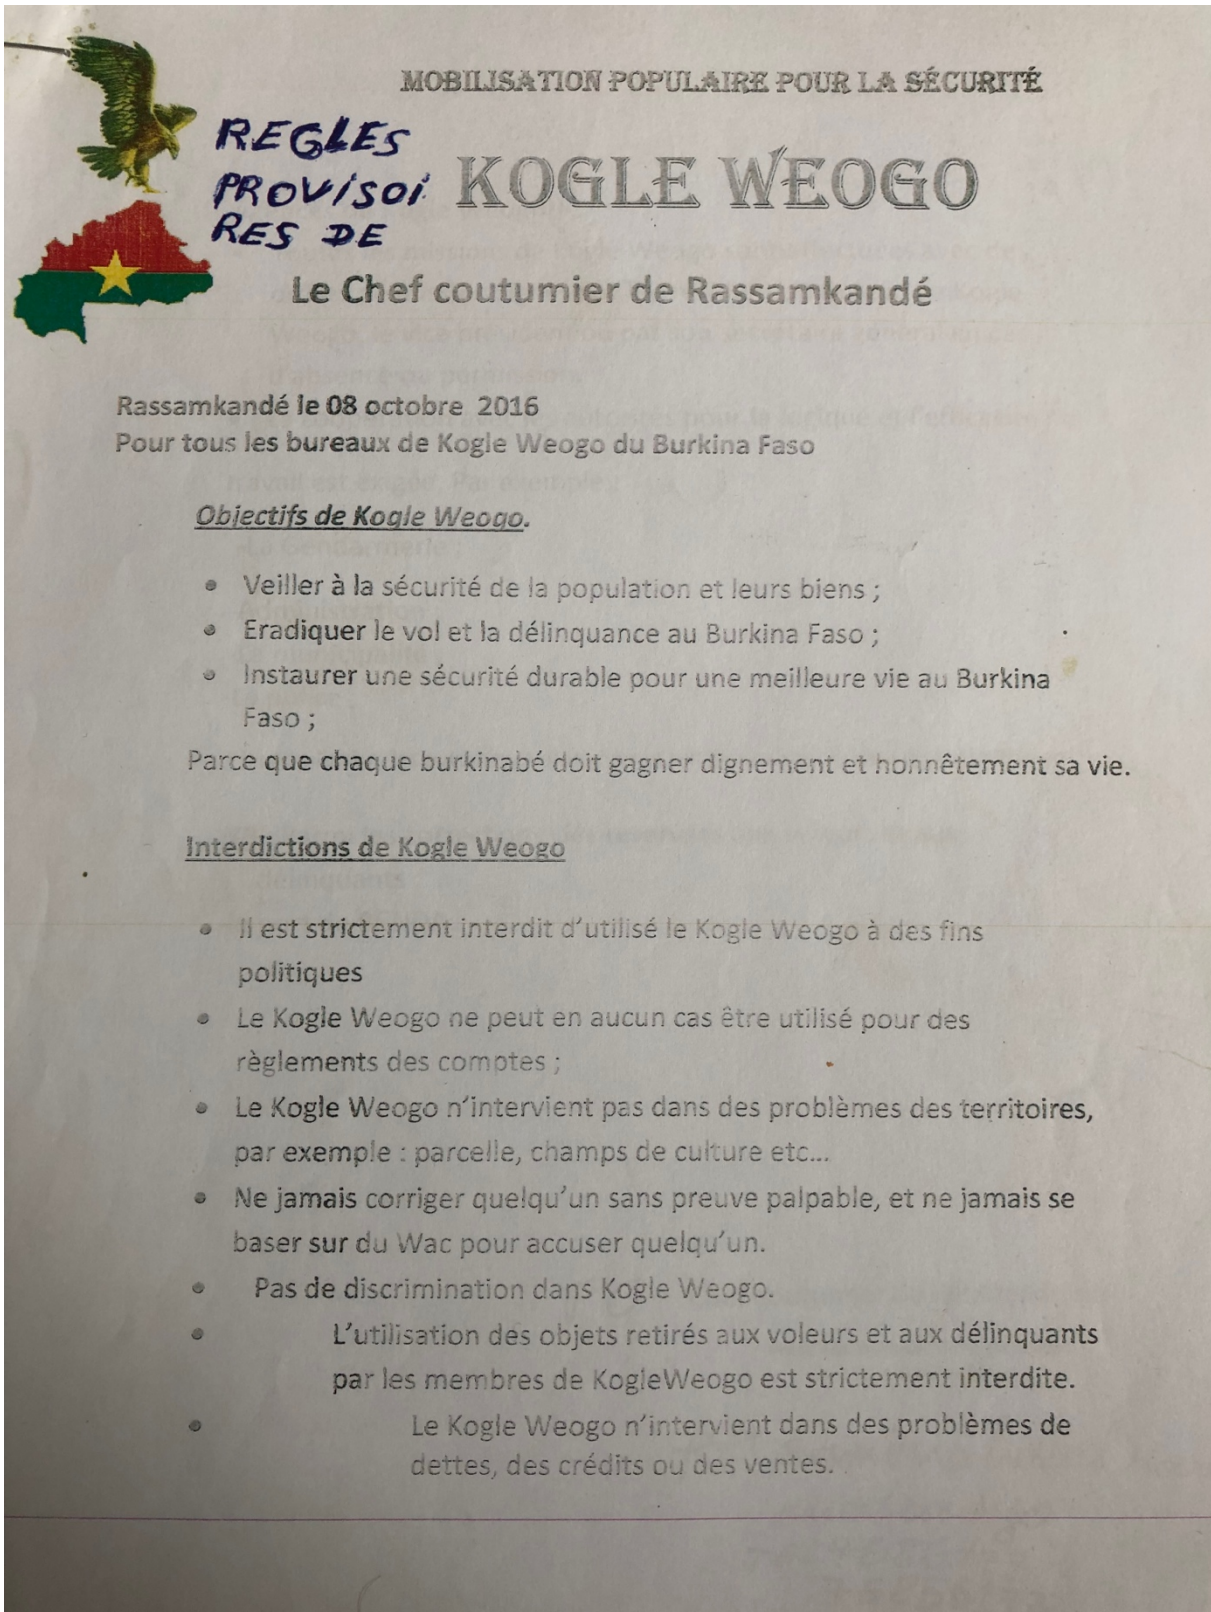 MOBILISATION POPULAIRE POUR LA SÉCURITÉ
REGLES
PROVISOI
RES DE
KOGLE WEOGO
Le Chef coutumier de Rassamkandé
Rassamkandé le 08 octobre 2016
Pour tous les bureaux de Kogle Weogo du Burkina Faso
Objectifs de Kogle Weogo.
• Veiller à la sécurité de la population et leurs biens ;
• Eradiquer le vol et la délinquance au Burkina Faso ;
• Instaurer une sécurité durable pour une meilleure vie au Burkina
Faso ;
Parce que chaque burkinabé doit gagner dignement et honnêtement sa vie.
Interdictions de Kogle Weogo
• Il est strictement interdit d'utilisé le Kogle Weogo à des fins
politiques
• Le Kogle Weogo ne peut en aucun cas être utilisé pour des
règlements des comptes ;
• Le Kogle Weogo n'intervient pas dans des problèmes des territoires,
par exemple : parcelle, champs de culture etc...
• Ne jamais corriger quelqu'un sans preuve palpable, et ne jamais se
baser sur du Wac pour accuser quelqu'un.
• Pas de discrimination dans Kogle Weogo.
• L'utilisation des objets retirés aux voleurs et aux délinquants
par les membres de KogleWeogo est strictement interdite.
• Le Kogle Weogo n'intervient dans des problèmes de
dettes, des crédits ou des ventes.